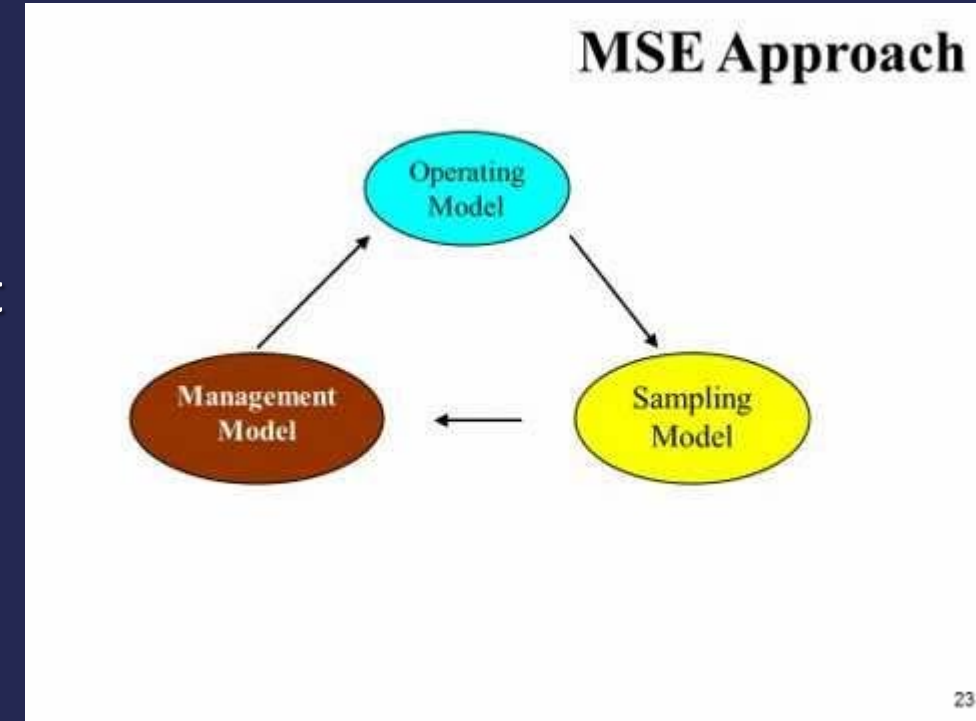 MSE Approach
Operating
Model
Management
Model
Sampling
Model
23